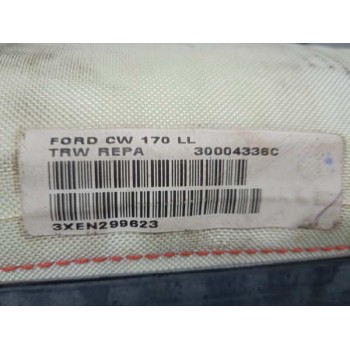 FORD CW 170 LL
TRW REPA 30004336C
3XEN299623